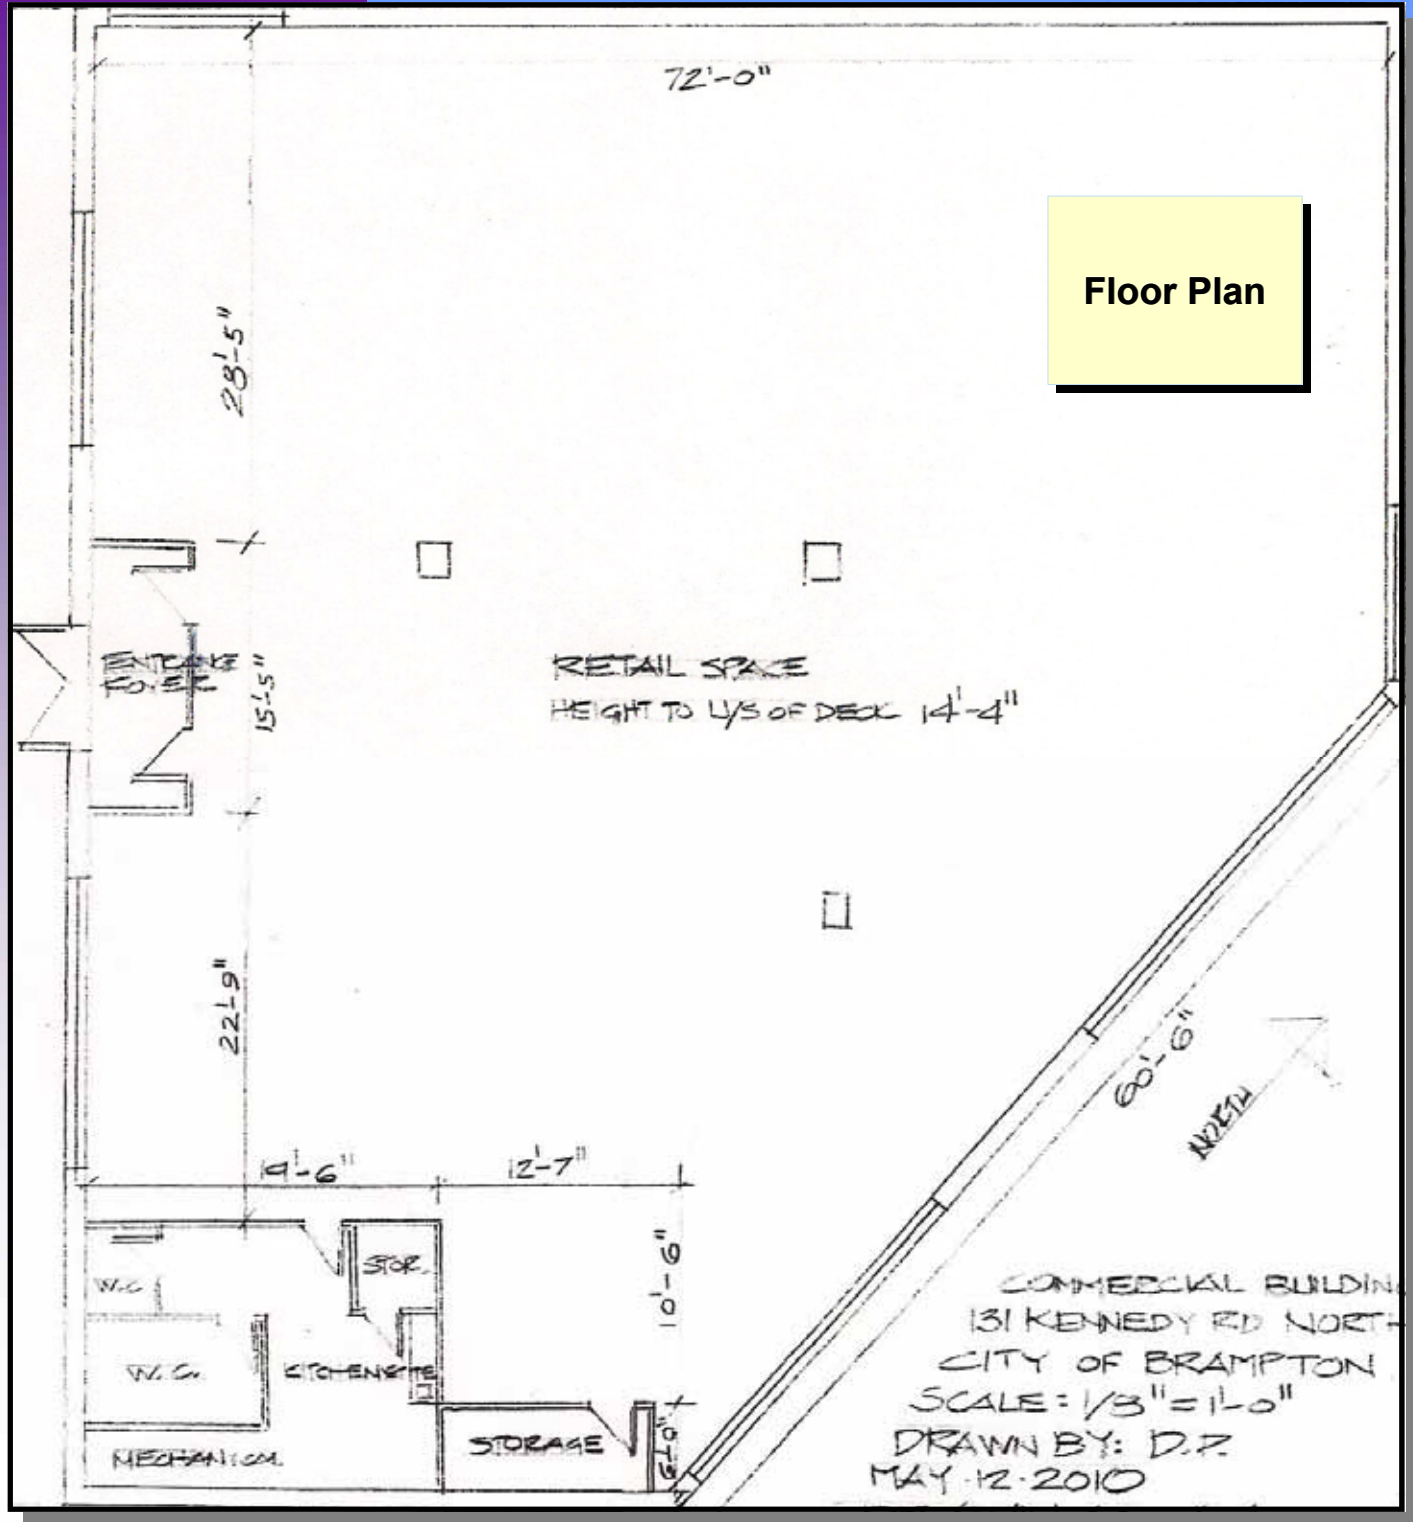 72'-0"
Floor Plan
28'-5"
ENTRANCE
FOYER
15'-5"
RETAIL SPACE
HEIGHT TO U/S OF DECK 14'-4"
22'-9"
60'-6"
NORTH
19'-6"
12'-7"
10'-6"
W.C
STOR.
W.C.
KITCHENETTE
MECHANICAL
STORAGE
6'-0"
COMMERCIAL BUILDIN
131 KENNEDY RD NORTH
CITY OF BRAMPTON
SCALE: 1/8"=1'-0"
DRAWN BY: D.P.
MAY.12.2010